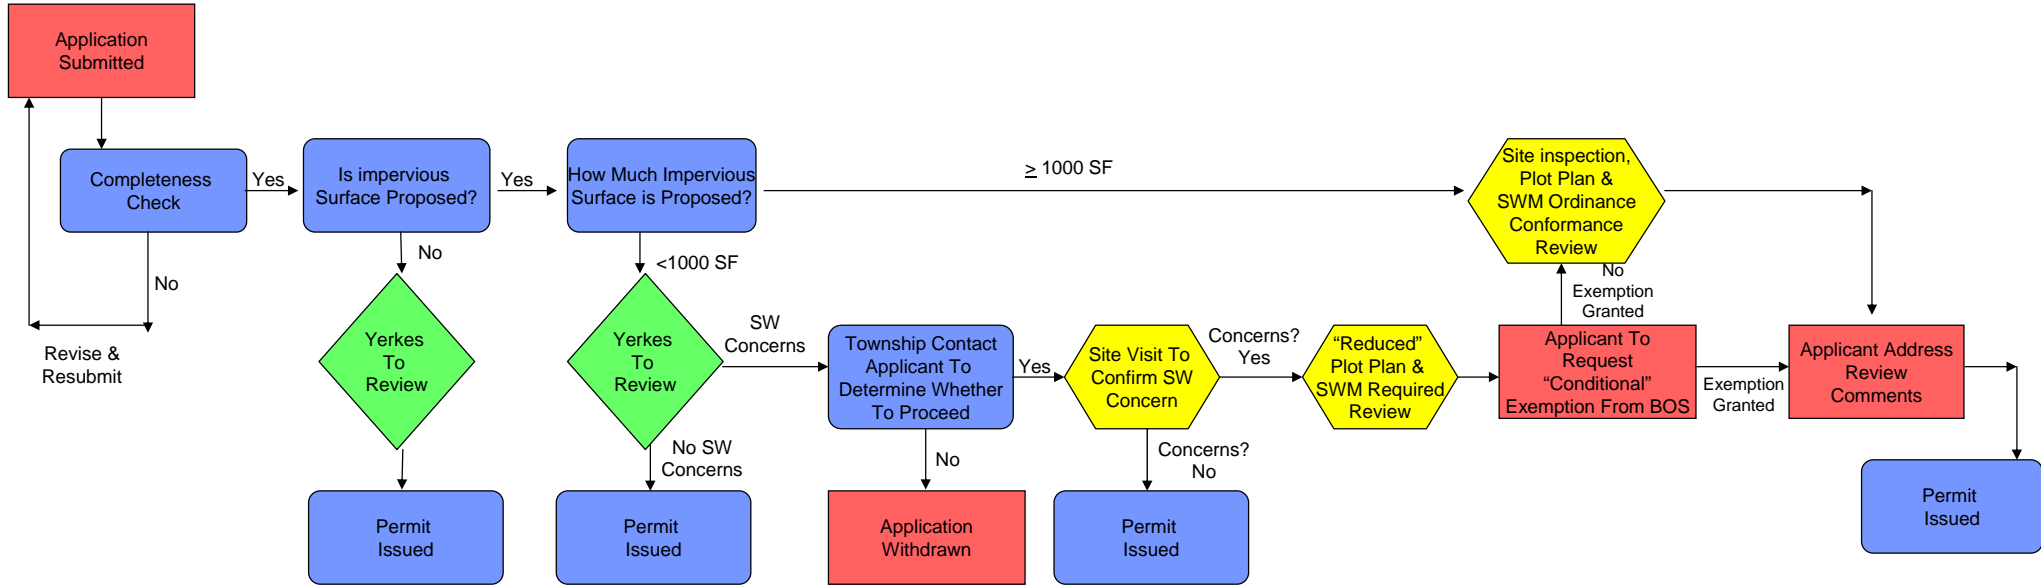 Application
Submitted
Completeness
Check
Yes
No
Revise &
Resubmit
Is impervious
Surface Proposed?
Yes
No
Yerkes
To
Review
Permit
Issued
How Much Impervious
Surface is Proposed?
≥ 1000 SF
<1000 SF
Yerkes
To
Review
SW
Concerns
No SW
Concerns
Permit
Issued
Township Contact
Applicant To
Determine Whether
To Proceed
Yes
No
Application
Withdrawn
Site Visit To
Confirm SW
Concern
Concerns?
Yes
Concerns?
No
Permit
Issued
“Reduced”
Plot Plan &
SWM Required
Review
Applicant To
Request
“Conditional”
Exemption From BOS
No
Exemption
Granted
Site inspection,
Plot Plan &
SWM Ordinance
Conformance
Review
Exemption
Granted
Applicant Address
Review
Comments
Permit
Issued